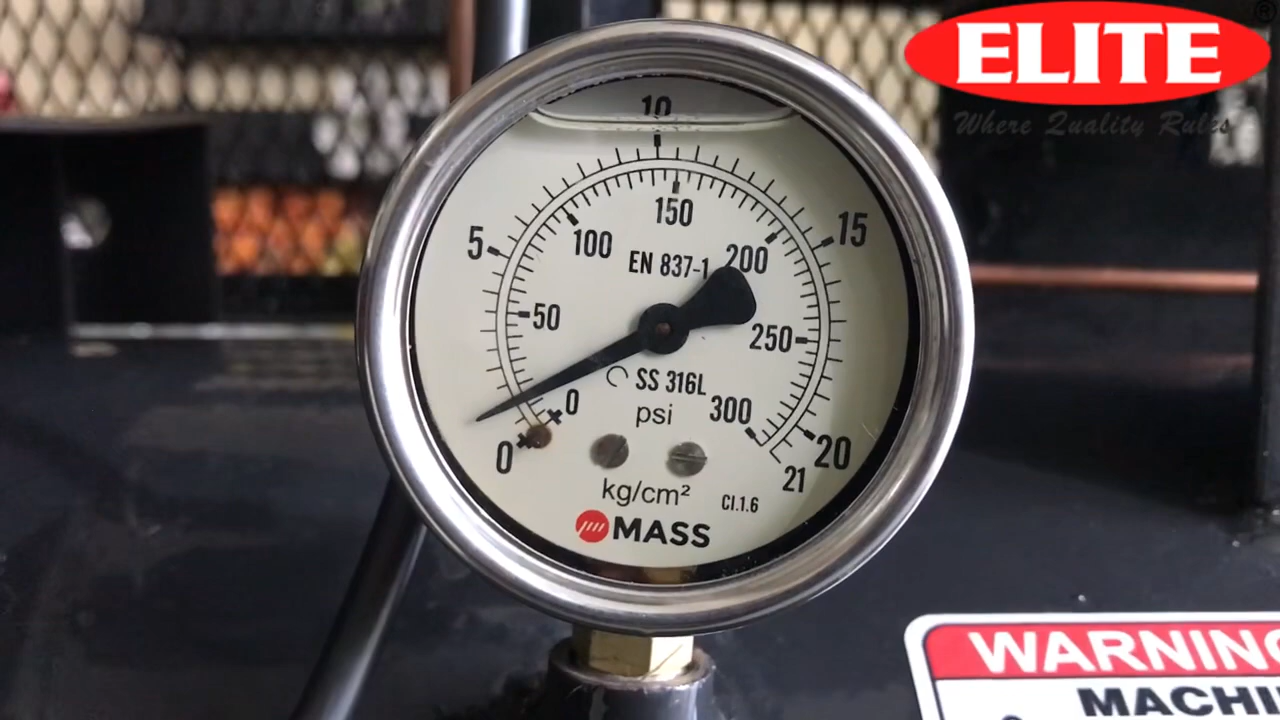 ELITE
®
Where Quality Rules
10
150
5
100
15
EN 837-1
200
50
250
SS 316L
0
psi
300
0
20
21
kg/cm²
Cl.1.6
MASS
WARNING
MACHI